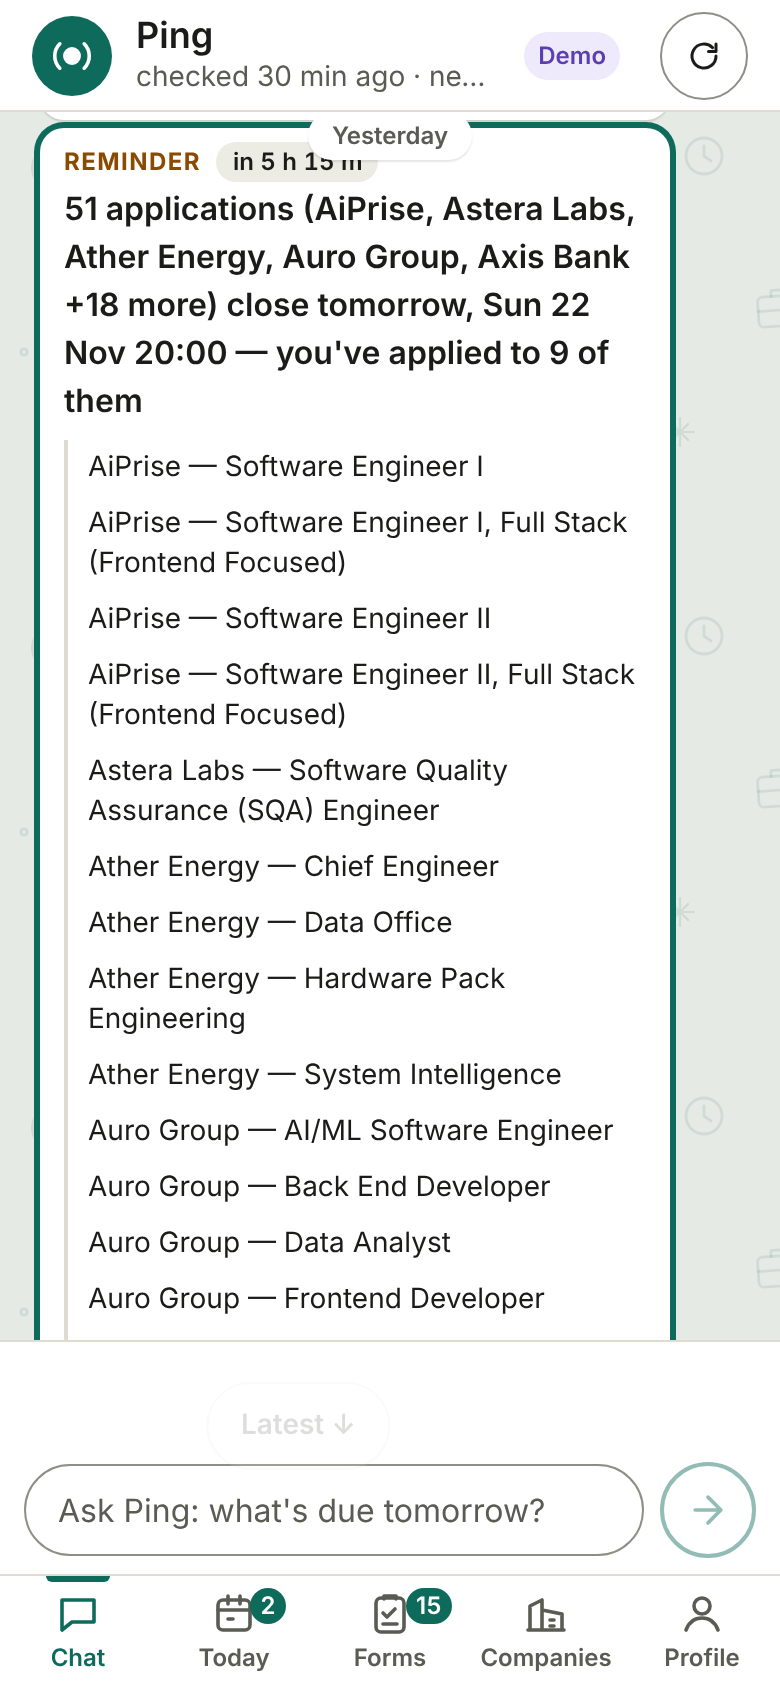 Ping
checked 30 min ago · ne...
Demo
Yesterday
REMINDER
in 5 h 15 m
51 applications (AiPrise, Astera Labs,
Ather Energy, Auro Group, Axis Bank
+18 more) close tomorrow, Sun 22
Nov 20:00 — you've applied to 9 of
them
AiPrise — Software Engineer I
AiPrise — Software Engineer I, Full Stack
(Frontend Focused)
AiPrise — Software Engineer II
AiPrise — Software Engineer II, Full Stack
(Frontend Focused)
Astera Labs — Software Quality
Assurance (SQA) Engineer
Ather Energy — Chief Engineer
Ather Energy — Data Office
Ather Energy — Hardware Pack
Engineering
Ather Energy — System Intelligence
Auro Group — AI/ML Software Engineer
Auro Group — Back End Developer
Auro Group — Data Analyst
Auro Group — Frontend Developer
Latest ↓
Ask Ping: what's due tomorrow?
2
15
Chat
Today
Forms
Companies
Profile